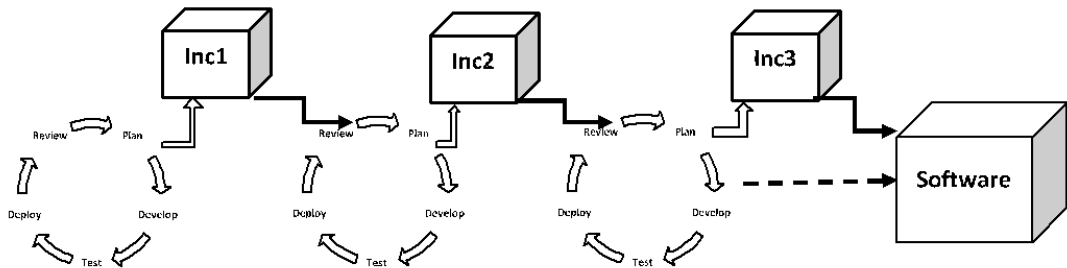 Inc1
Inc2
Inc3
Review
Plan
Review
Plan
Review
Plan
Software
Deploy
Develop
Deploy
Develop
Deploy
Develop
Test
Test
Test